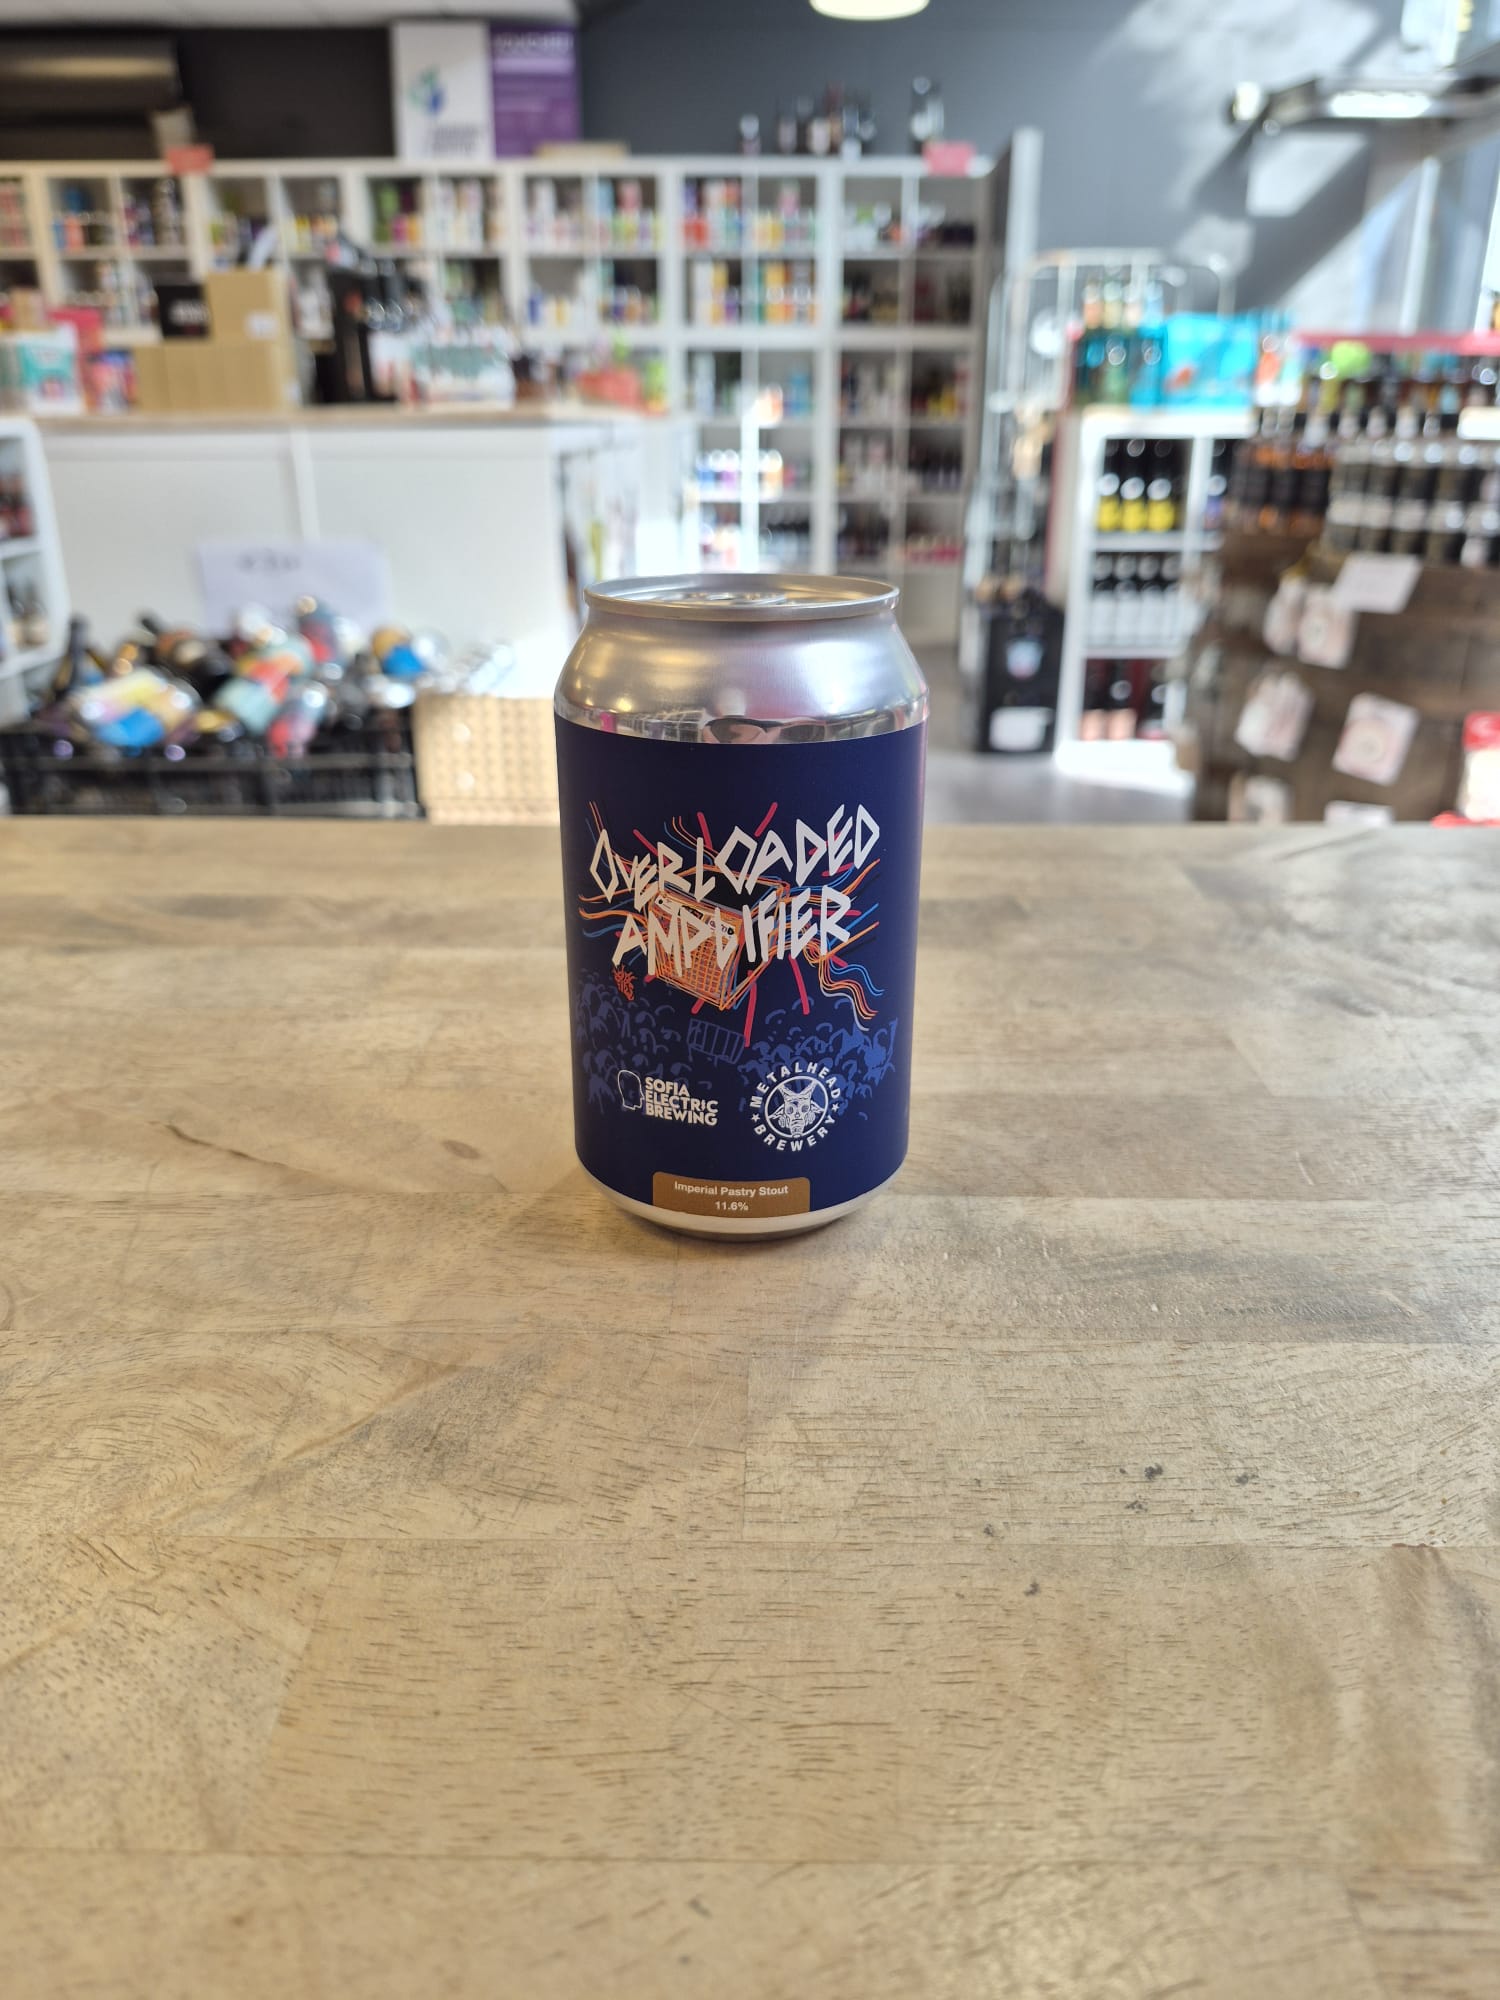 OVERLOADED
AMPLIFIER
SOFIA
ELECTRIC
BREWING
METALHEAD
BREWERY
Imperial Pastry Stout
11.6%